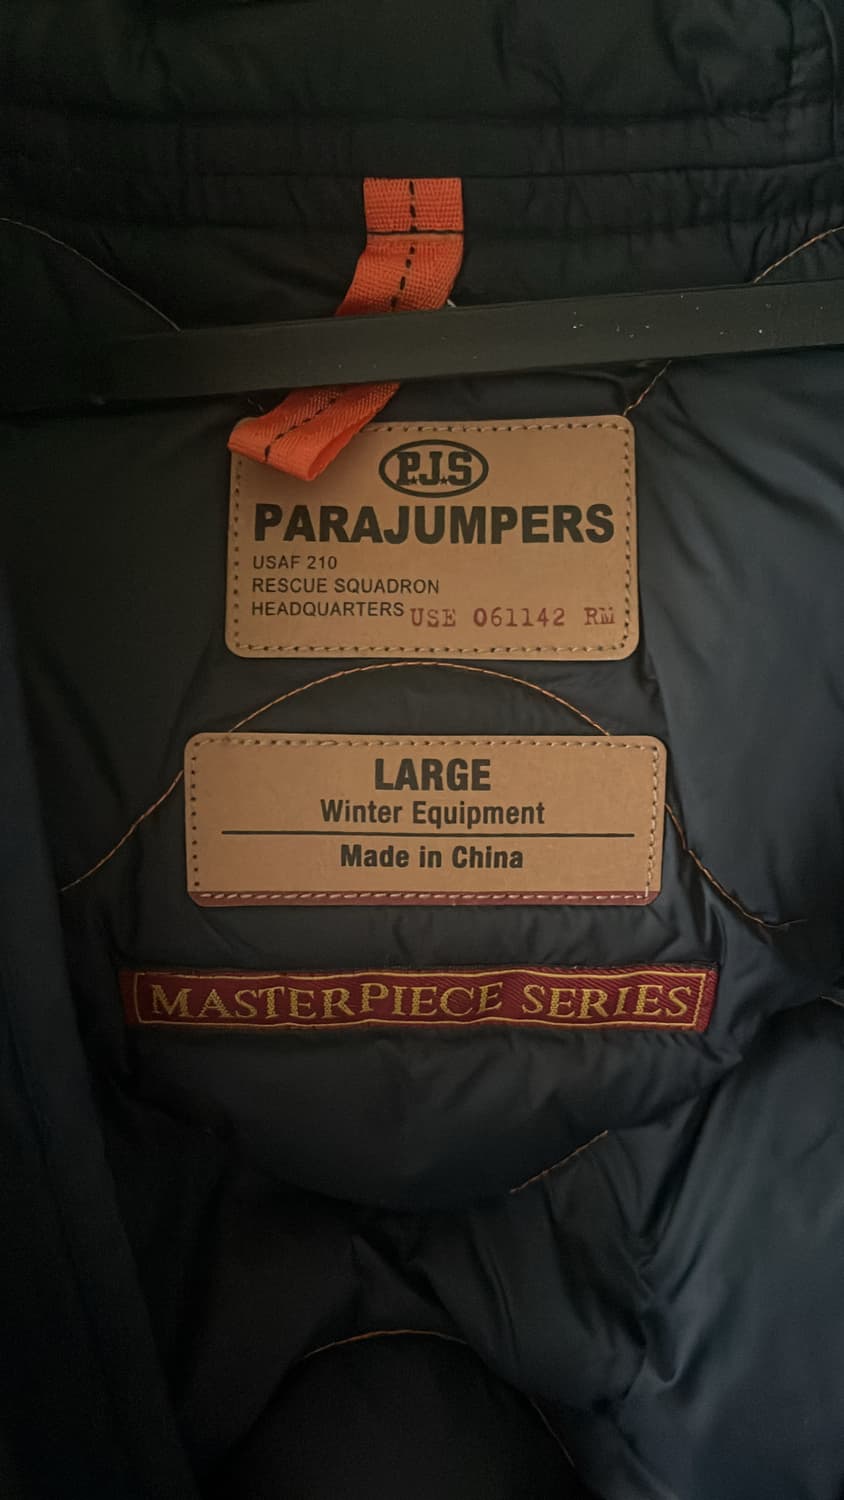 P.J.S
PARAJUMPERS
USAF 210
RESCUE SQUADRON
HEADQUARTERS USE 061142 RM
LARGE
Winter Equipment
Made in China
MASTERPIECE SERIES